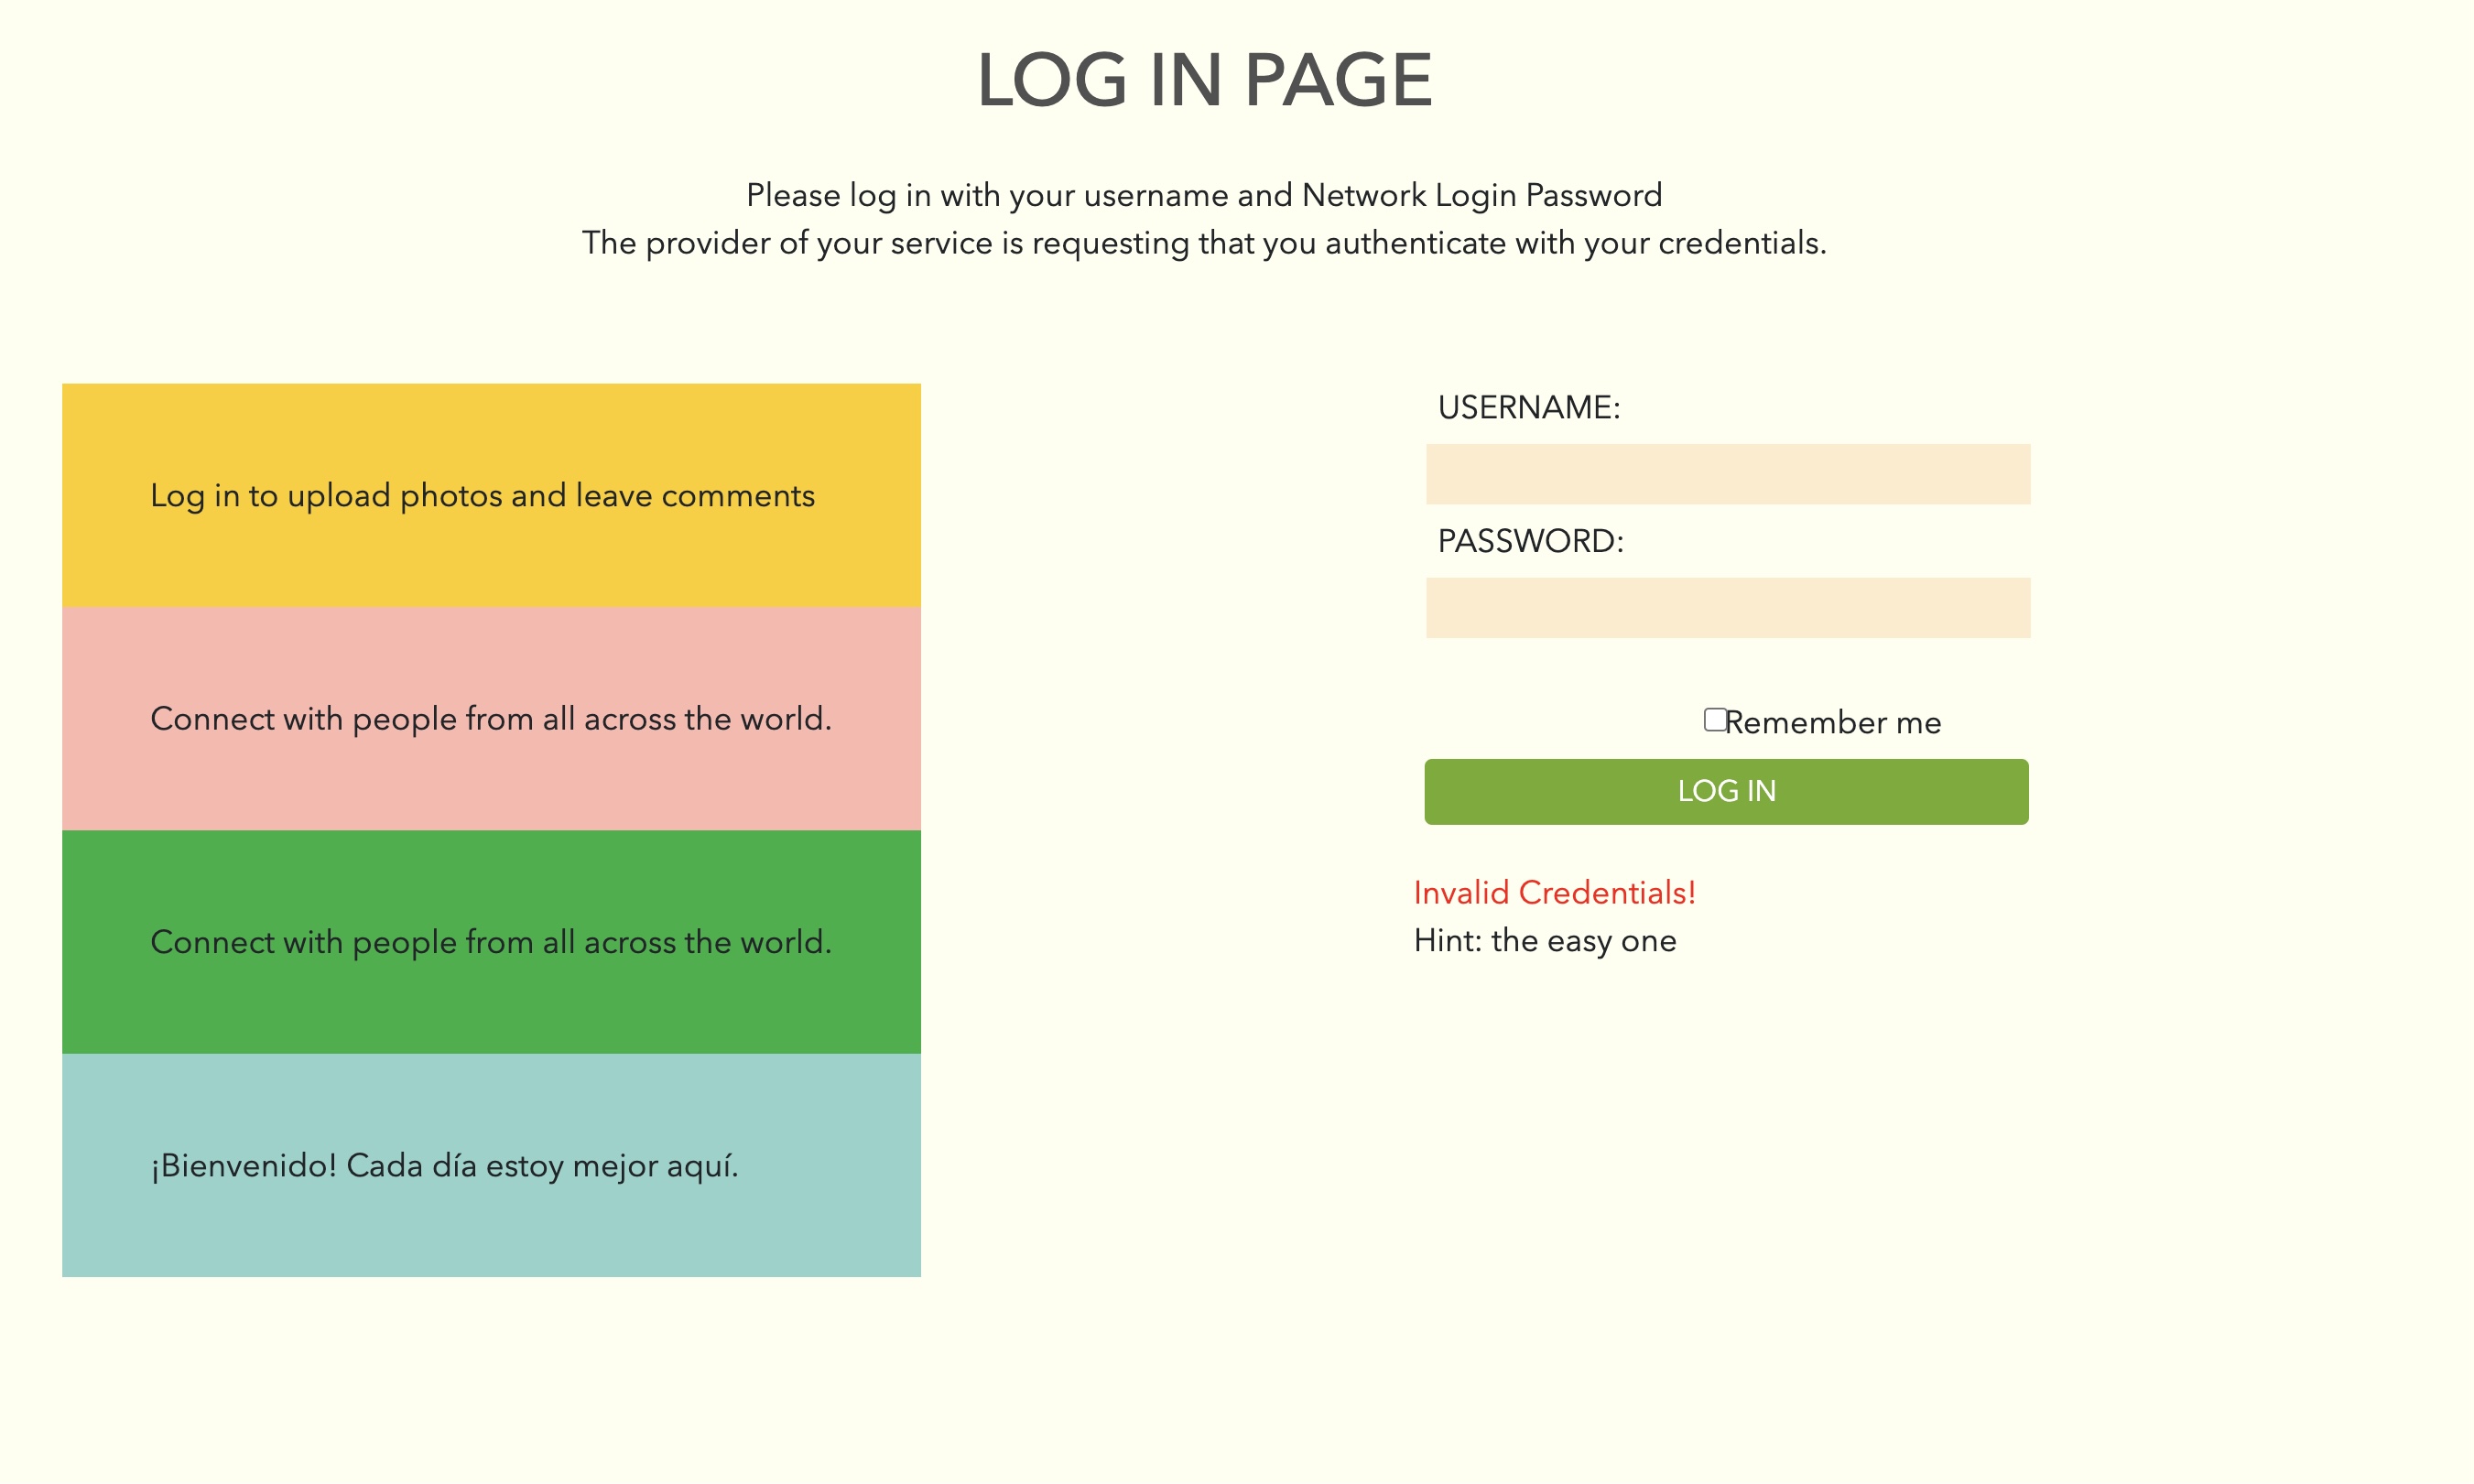 LOG IN PAGE
Please log in with your username and Network Login Password
The provider of your service is requesting that you authenticate with your credentials.
Log in to upload photos and leave comments
Connect with people from all across the world.
Connect with people from all across the world.
¡Bienvenido! Cada día estoy mejor aquí.
USERNAME:
PASSWORD:
Remember me
LOG IN
Invalid Credentials!
Hint: the easy one